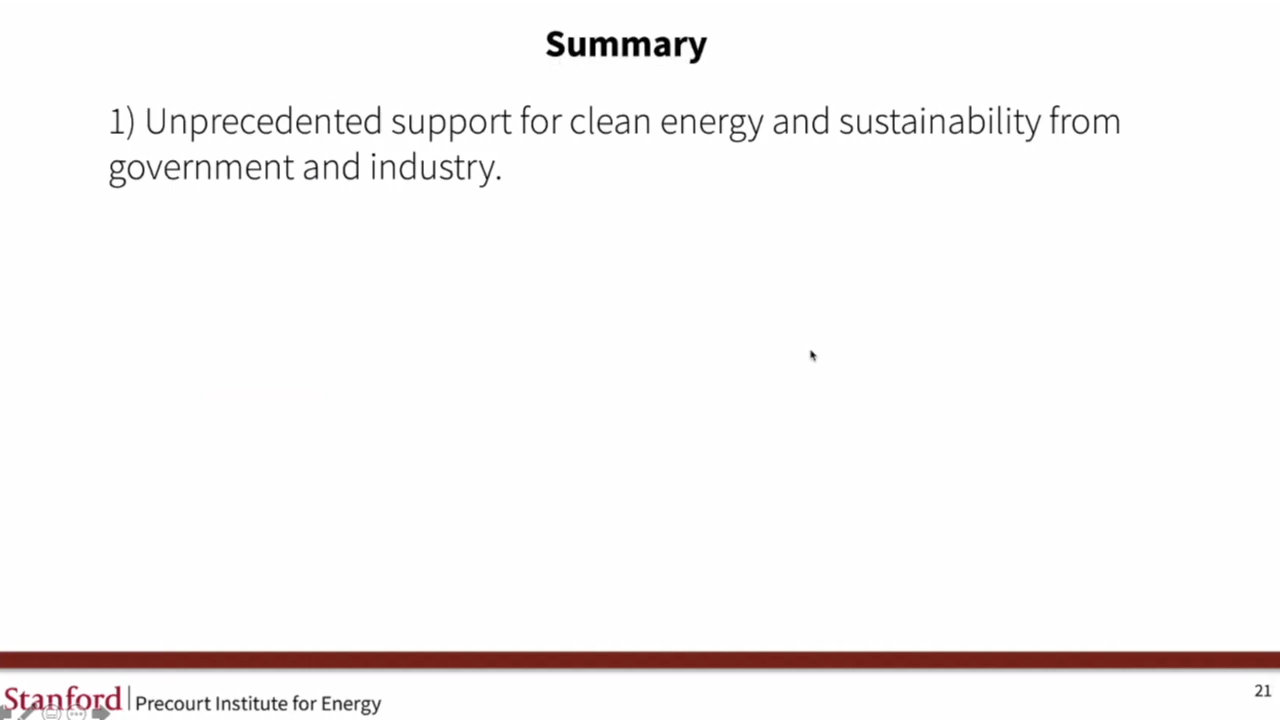 Summary
1) Unprecedented support for clean energy and sustainability from
government and industry.
Stanford | Precourt Institute for Energy
21